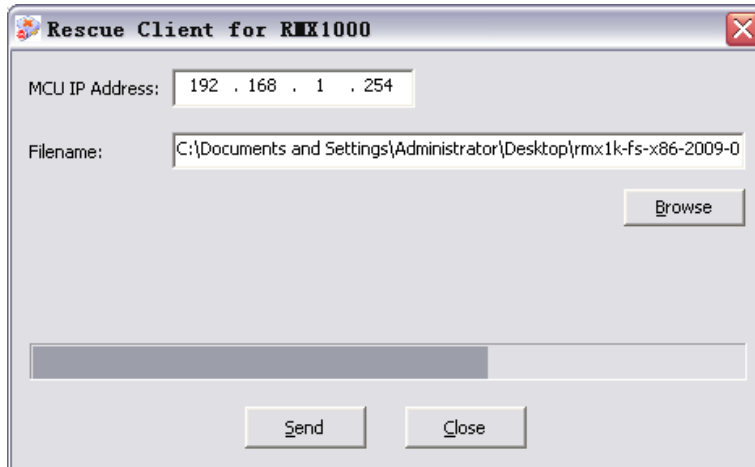 Rescue Client for RMX1000
MCU IP Address: 192 . 168 . 1 . 254
Filename: C:\Documents and Settings\Administrator\Desktop\rmx1k-fs-x86-2009-0
Browse
Send Close